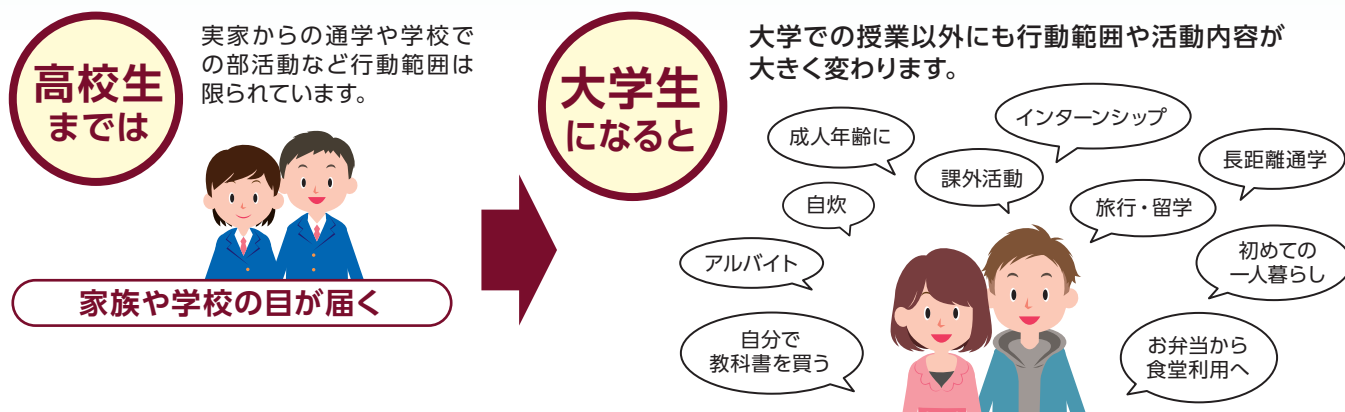 高校生
までは
実家からの通学や学校で
の部活動など行動範囲は
限られています。
家族や学校の目が届く
大学生
になると
大学での授業以外にも行動範囲や活動内容が
大きく変わります。
成人年齢に
インターンシップ
長距離通学
課外活動
自炊
旅行・留学
アルバイト
初めての
一人暮らし
自分で
教科書を買う
お弁当から
食堂利用へ